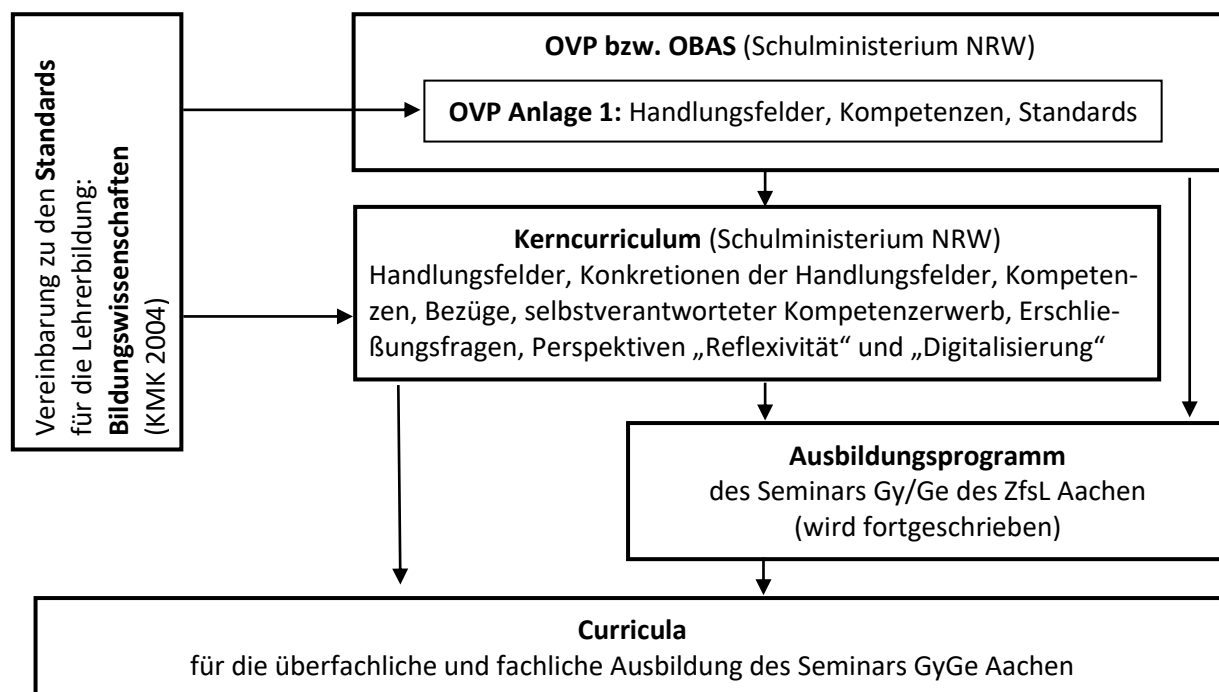 Vereinbarung zu den Standards
für die Lehrerbildung:
Bildungswissenschaften
(KMK 2004)
OVP bzw. OBAS (Schulministerium NRW)
OVP Anlage 1: Handlungsfelder, Kompetenzen, Standards
Kerncurriculum (Schulministerium NRW)
Handlungsfelder, Konkretionen der Handlungsfelder, Kompeten-
zen, Bezüge, selbstverantworteter Kompetenzerwerb, Erschlie-
ßungsfragen, Perspektiven „Reflexivität“ und „Digitalisierung“
Ausbildungsprogramm
des Seminars Gy/Ge des ZfsL Aachen
(wird fortgeschrieben)
Curricula
für die überfachliche und fachliche Ausbildung des Seminars GyGe Aachen